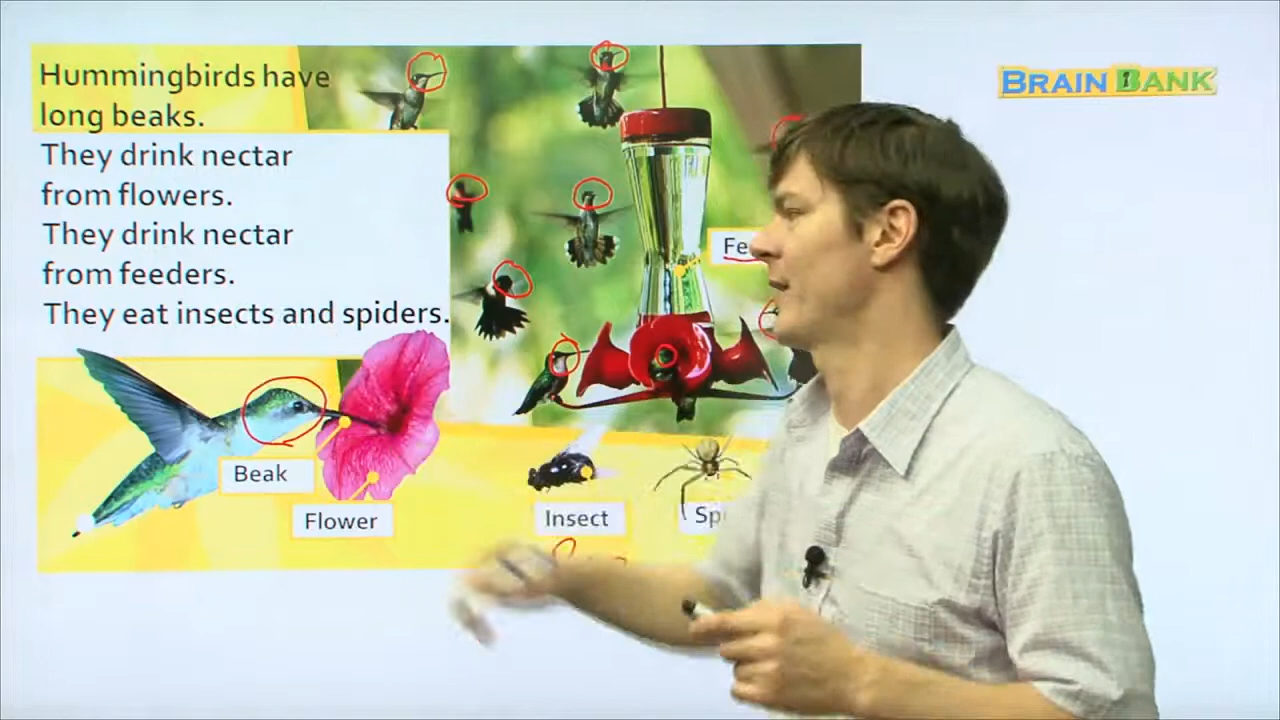 Hummingbirds have
long beaks.
They drink nectar
from flowers.
They drink nectar
from feeders.
They eat insects and spiders.
BRAIN BANK
Beak
Flower
Insect